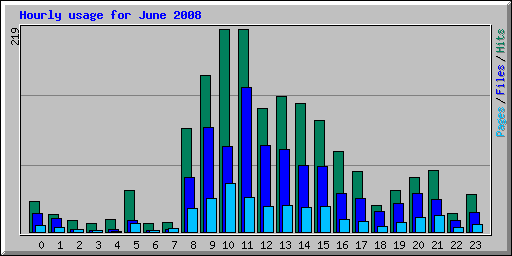 Hourly usage for June 2008
219
Pages / Files / Hits
0 1 2 3 4 5 6 7 8 9 10 11 12 13 14 15 16 17 18 19 20 21 22 23